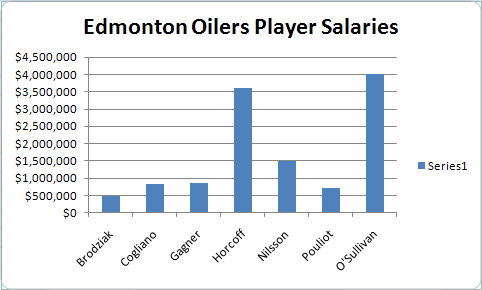 Edmonton Oilers Player Salaries
$4,500,000
$4,000,000
$3,500,000
$3,000,000
$2,500,000
$2,000,000
$1,500,000
$1,000,000
$500,000
$0
Brodziak
Cogliano
Gagner
Horcoff
Nilsson
Pouliot
O'Sullivan
Series1